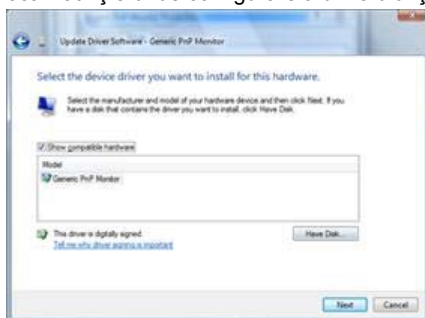 Update Driver Software - Generic PnP Monitor
Select the device driver you want to install for this hardware.
Select the manufacturer and model of your hardware device and then click Next. If you
have a disk that contains the driver you want to install, click Have Disk.
Show compatible hardware
Model
Generic PnP Monitor
This driver is digitally signed.
Tell me why driver signing is important
Have Disk...
Next
Cancel